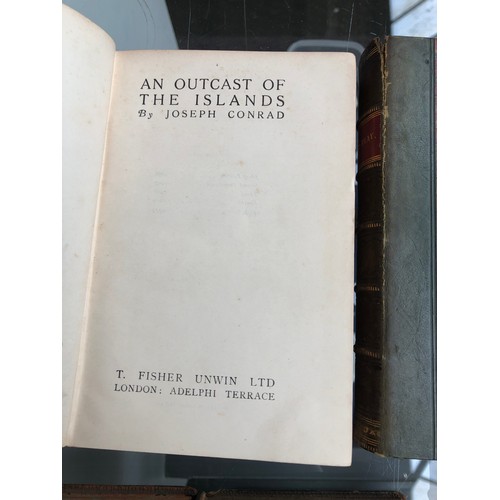 AN OUTCAST OF
THE ISLANDS
By JOSEPH CONRAD
T. FISHER UNWIN LTD
LONDON: ADELPHI TERRACE